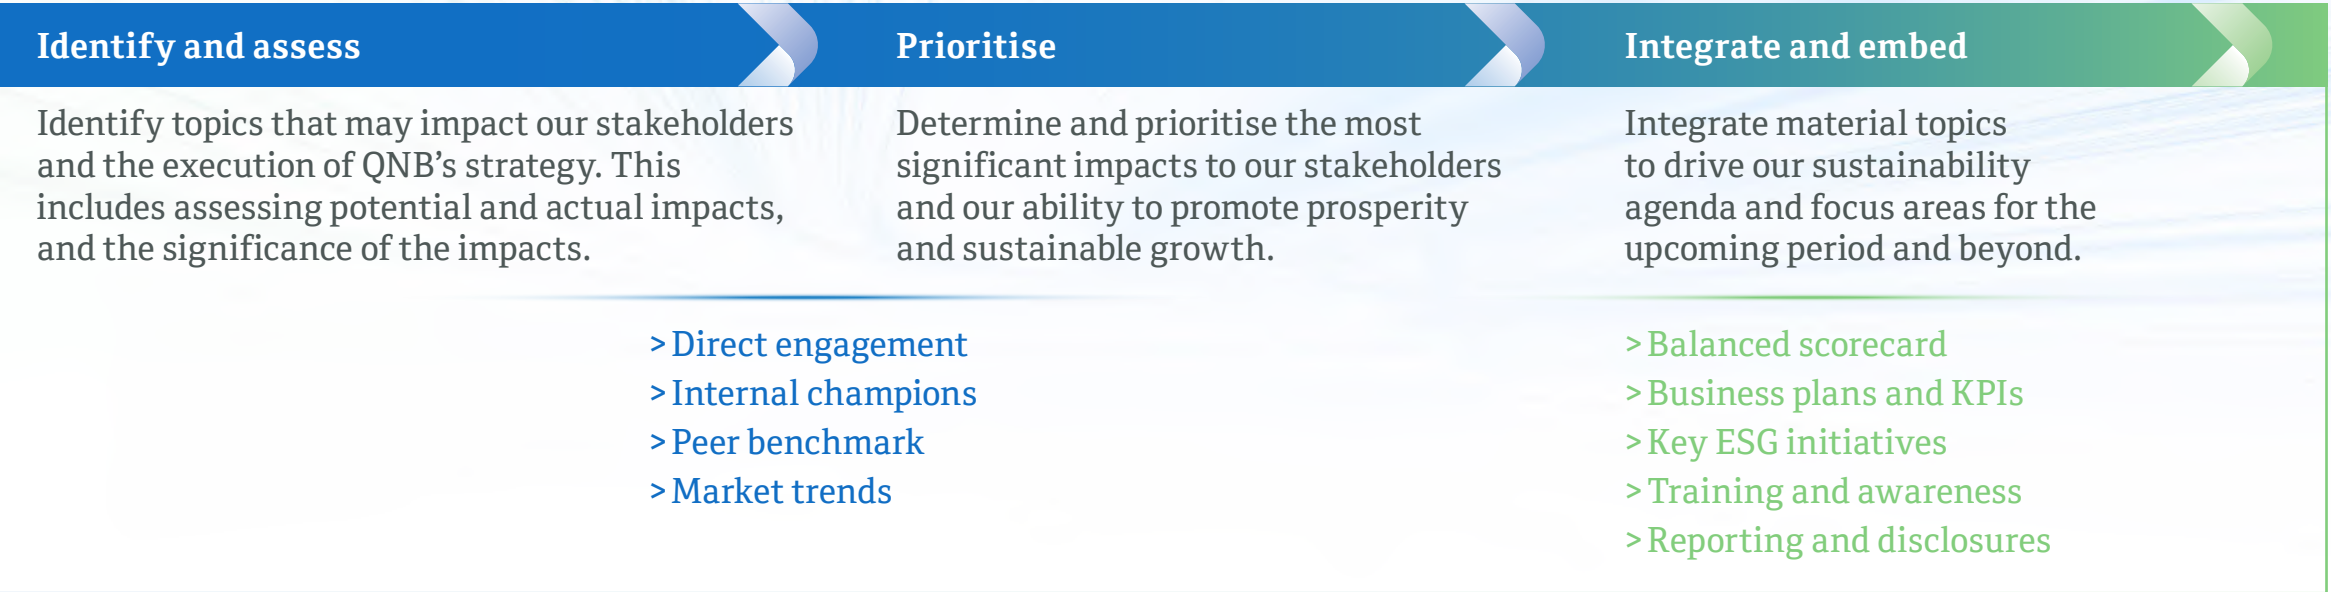 Identify and assess
Identify topics that may impact our stakeholders
and the execution of QNB’s strategy. This
includes assessing potential and actual impacts,
and the significance of the impacts.
Prioritise
Determine and prioritise the most
significant impacts to our stakeholders
and our ability to promote prosperity
and sustainable growth.
> Direct engagement
> Internal champions
> Peer benchmark
> Market trends
Integrate and embed
Integrate material topics
to drive our sustainability
agenda and focus areas for the
upcoming period and beyond.
> Balanced scorecard
> Business plans and KPIs
> Key ESG initiatives
> Training and awareness
> Reporting and disclosures